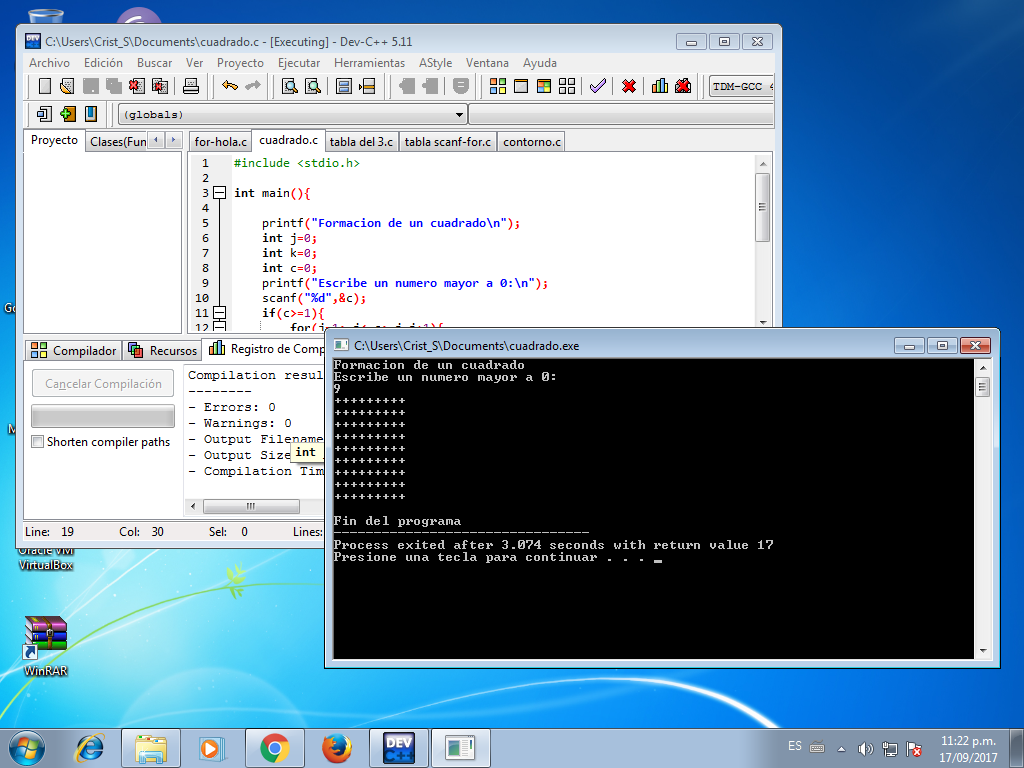 C:\Users\Crist_S\Documents\cuadrado.c - [Executing] - Dev-C++ 5.11
Archivo Edición Buscar Ver Proyecto Ejecutar Herramientas AStyle Ventana Ayuda
TDM-GCC
(globals)
Proyecto Clases(Fun
for-hola.c cuadrado.c tabla del 3.c tabla scanf-for.c contorno.c
1 #include <stdio.h>
2
3 int main(){
4
5 printf("Formacion de un cuadrado\n");
6 int j=0;
7 int k=0;
8 int c=0;
9 printf("Escribe un numero mayor a 0:\n");
10 scanf("%d",&c);
11 if(c>=1){
12
Compilador Recursos Registro de Comp
Cancelar Compilación
Shorten compiler paths
Compilation resul
--------
- Errors: 0
- Warnings: 0
- Output Filename
- Output Size
- Compilation Tim
int
Line: 19 Col: 30 Sel: 0 Lines:
C:\Users\Crist_S\Documents\cuadrado.exe
Formacion de un cuadrado
Escribe un numero mayor a 0:
9
+++++++++
+++++++++
+++++++++
+++++++++
+++++++++
+++++++++
+++++++++
+++++++++
+++++++++
Fin del programa
--------------------------------
Process exited after 3.074 seconds with return value 17
Presione una tecla para continuar . . .
Oracle VM
VirtualBox
WinRAR
DEV
C++
ES
11:22 p.m.
17/09/2017